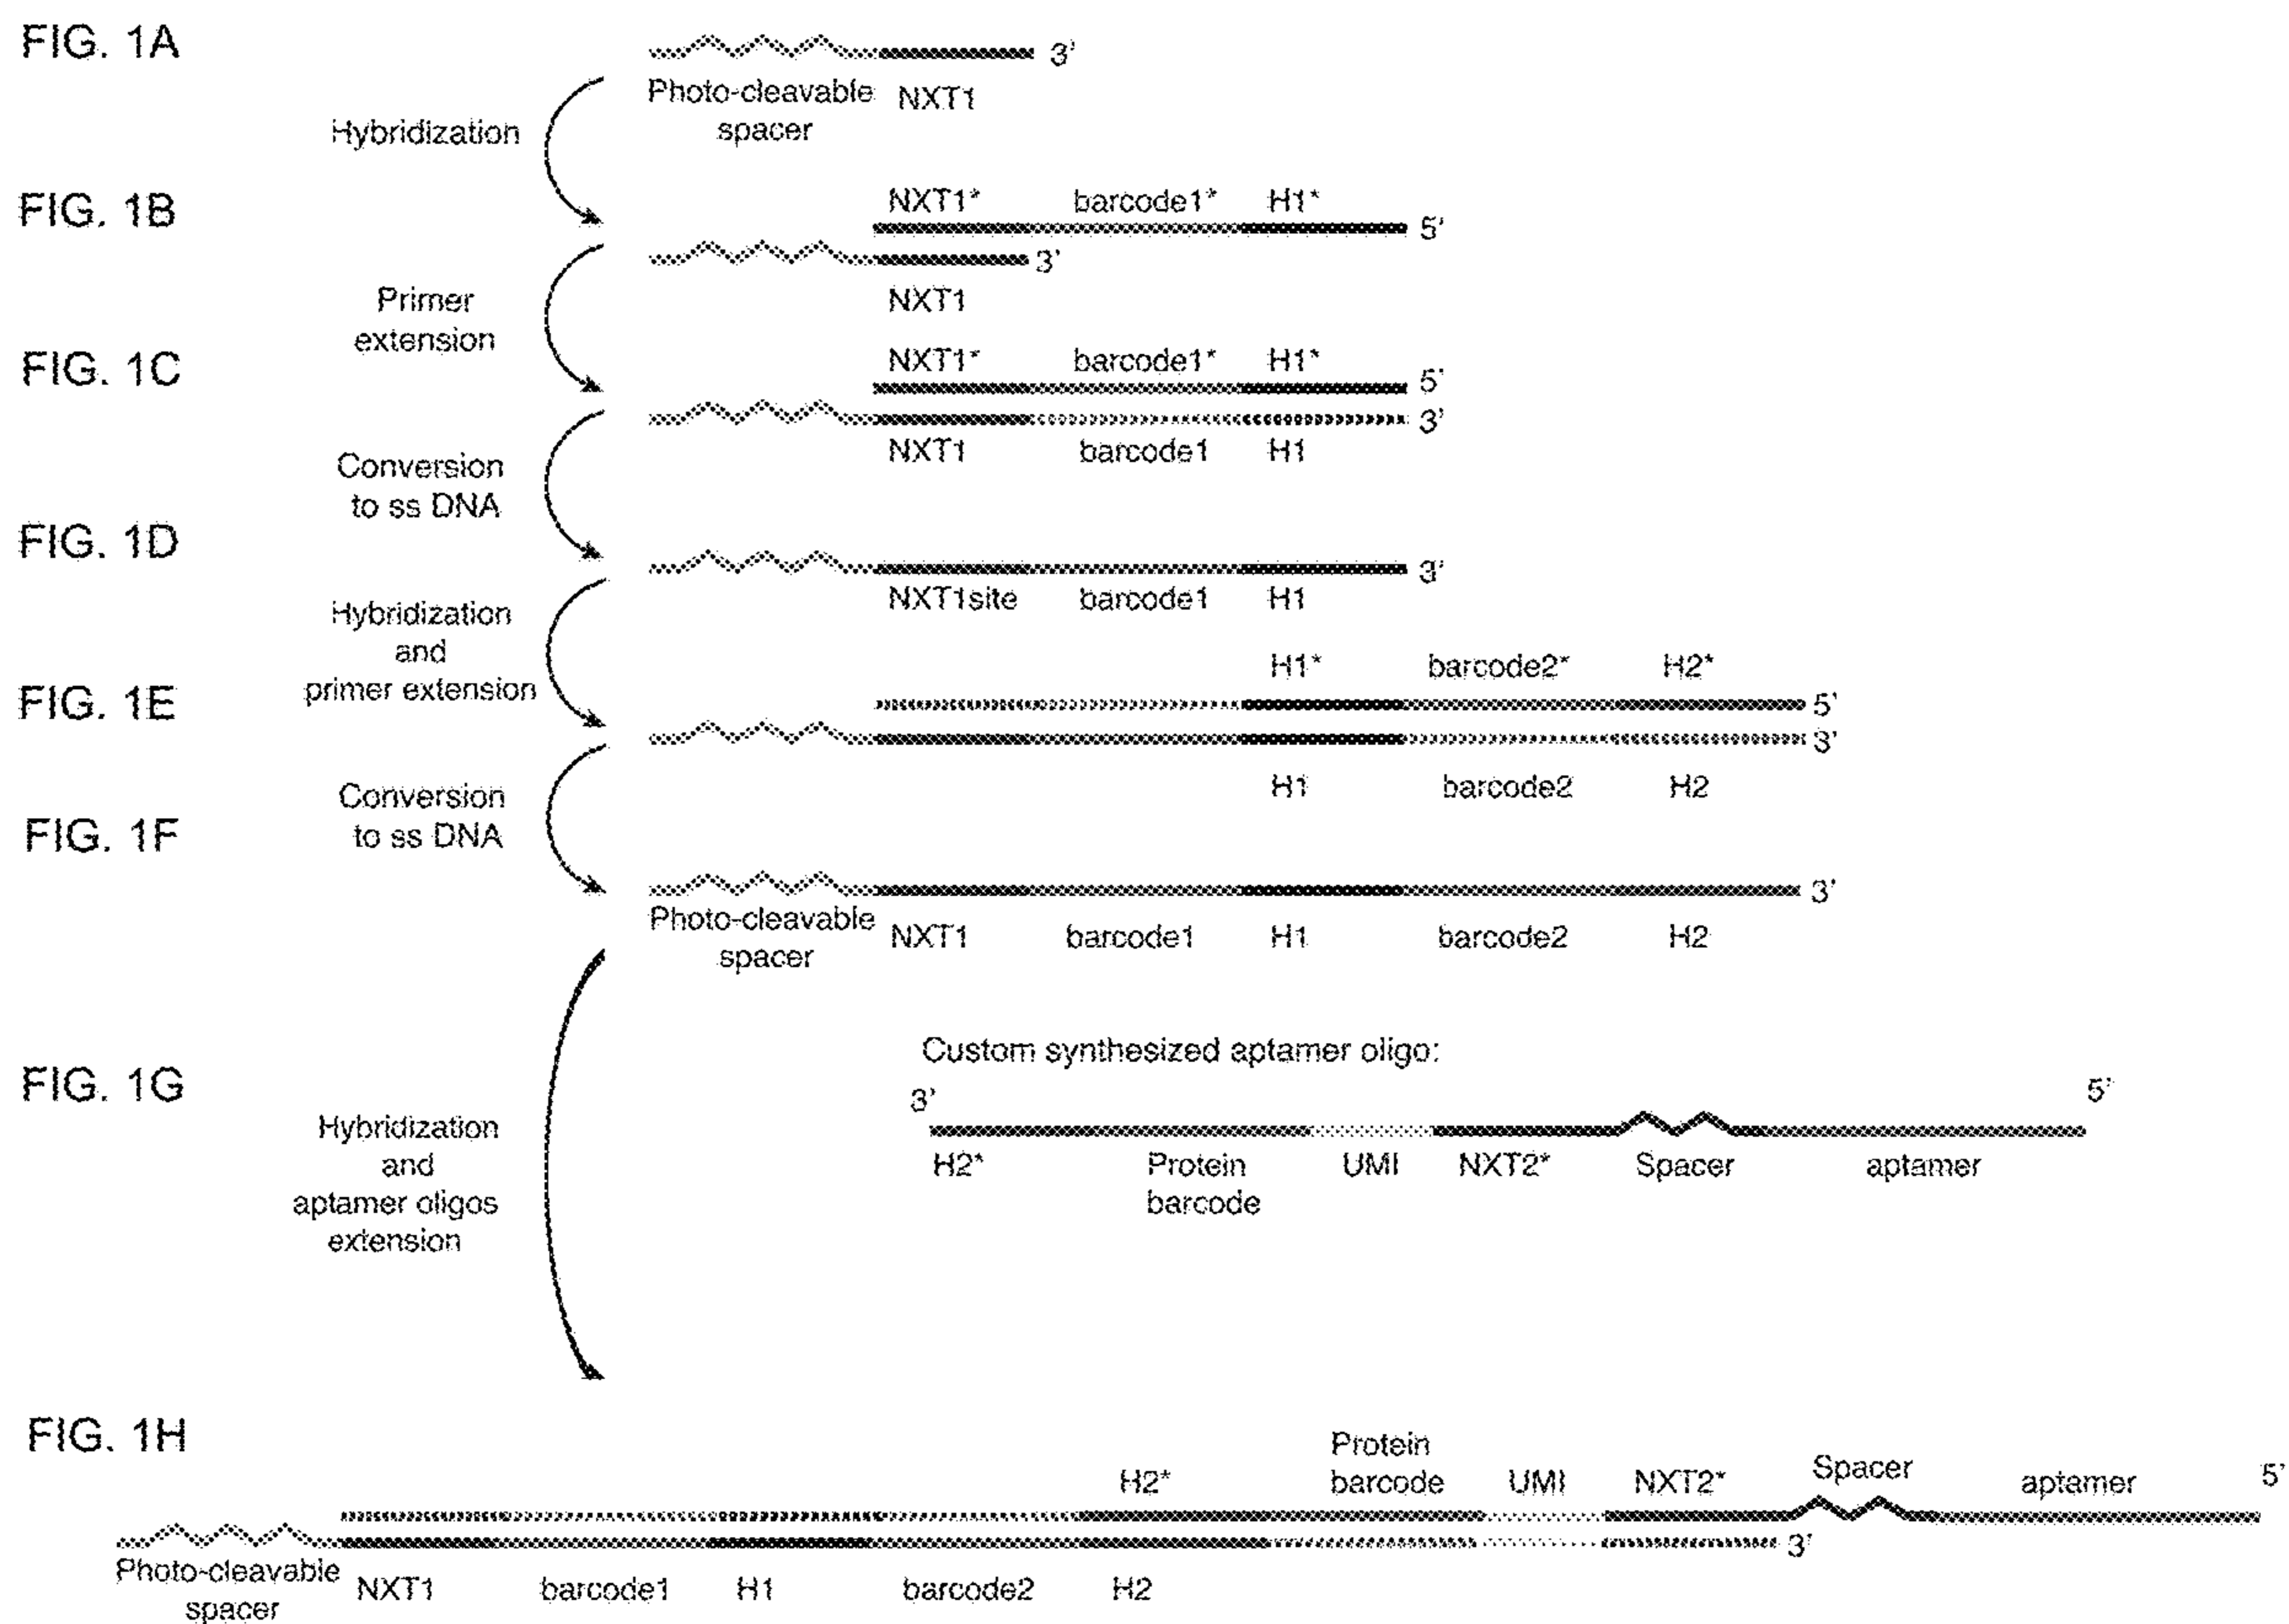 FIG. 1A
3'
Photo-cleavable NXT1
spacer
Hybridization
FIG. 1B
NXT1* barcode1* H1*
5'
3'
NXT1
Primer
extension
FIG. 1C
NXT1* barcode1* H1*
5'
3'
NXT1 barcode1 H1
Conversion
to ss DNA
FIG. 1D
3'
NXT1site barcode1 H1
Hybridization
and
primer extension
FIG. 1E
H1* barcode2* H2*
5'
3'
H1 barcode2 H2
Conversion
to ss DNA
FIG. 1F
3'
Photo-cleavable
spacer
NXT1 barcode1 H1 barcode2 H2
Custom synthesized aptamer oligo:
FIG. 1G
3' 5'
H2* Protein UMI NXT2* Spacer aptamer
barcode
Hybridization
and
aptamer oligos
extension
FIG. 1H
H2* Protein
barcode UMI NXT2* Spacer aptamer 5'
3'
Photo-cleavable
spacer
NXT1 barcode1 H1 barcode2 H2